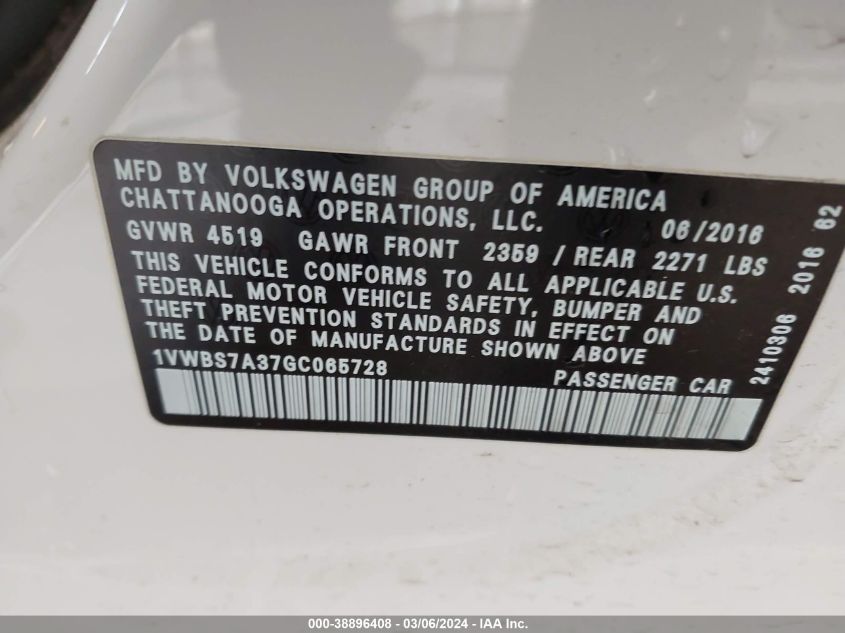 MFD BY VOLKSWAGEN GROUP OF AMERICA
CHATTANOOGA OPERATIONS, LLC. 06/2016
GVWR 4519 GAWR FRONT 2359 / REAR 2271 LBS
THIS VEHICLE CONFORMS TO ALL APPLICABLE U.S.
FEDERAL MOTOR VEHICLE SAFETY, BUMPER AND
THEFT PREVENTION STANDARDS IN EFFECT ON
THE DATE OF MANUFACTURE SHOWN ABOVE
1VWBS7A37GC065728 PASSENGER CAR
2410306 2016 62
000-38896408 - 03/06/2024 - IAA Inc.